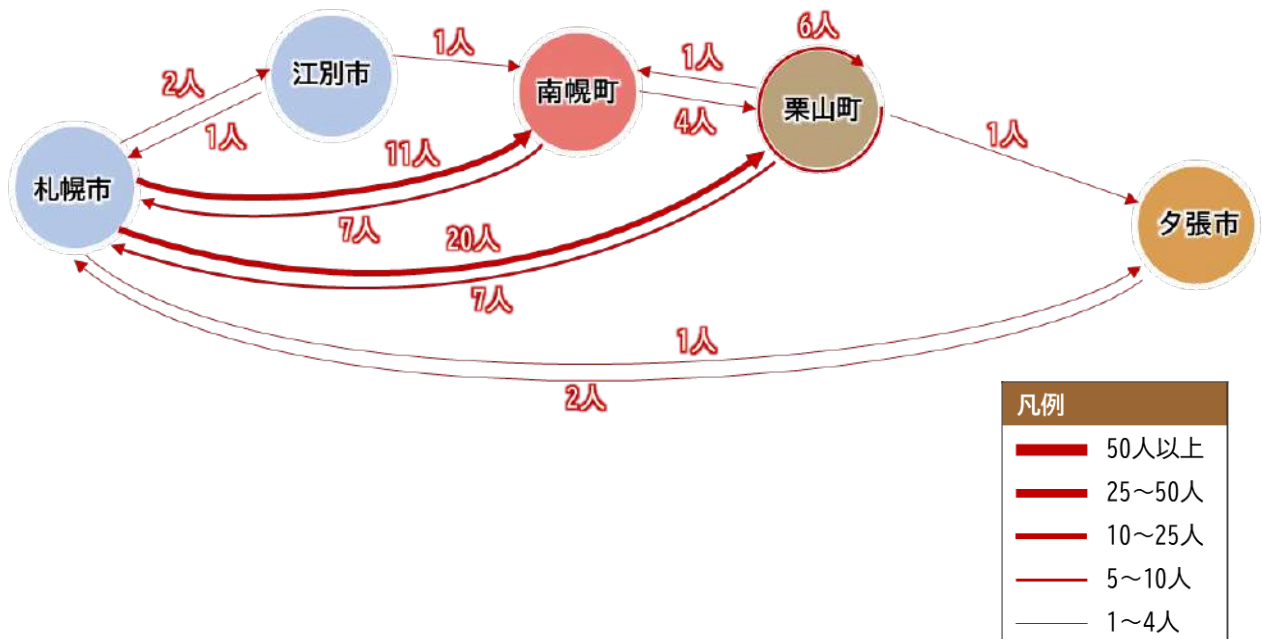 6人
1人
1人
2人
江別市
南幌町
栗山町
4人
1人
1人
11人
札幌市
夕張市
7人
20人
7人
1人
2人
凡例
50人以上
25～50人
10～25人
5～10人
1～4人